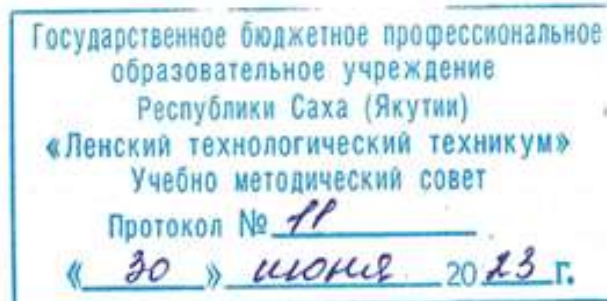 Государственное бюджетное профессиональное
образовательное учреждение
Республики Саха (Якутии)
«Ленский технологический техникум»
Учебно методический совет
Протокол № 11
« 30 » июня 2023 г.